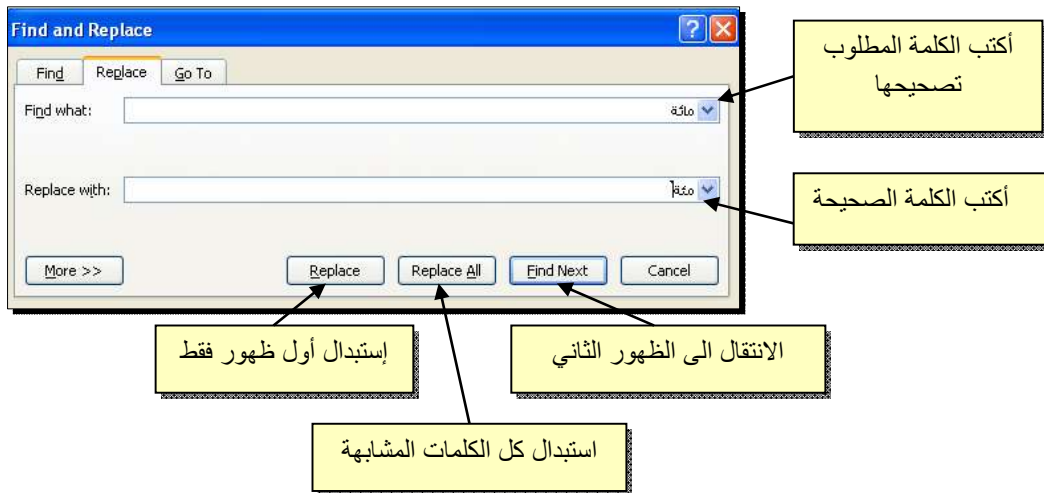 Find and Replace
أكتب الكلمة المطلوب
تصحيحها
Find Replace Go To
Find what: مائة
Replace with: مئة
أكتب الكلمة الصحيحة
More >> Replace Replace All Find Next Cancel
إستبدال أول ظهور فقط
الانتقال الى الظهور الثاني
استبدال كل الكلمات المشابهة